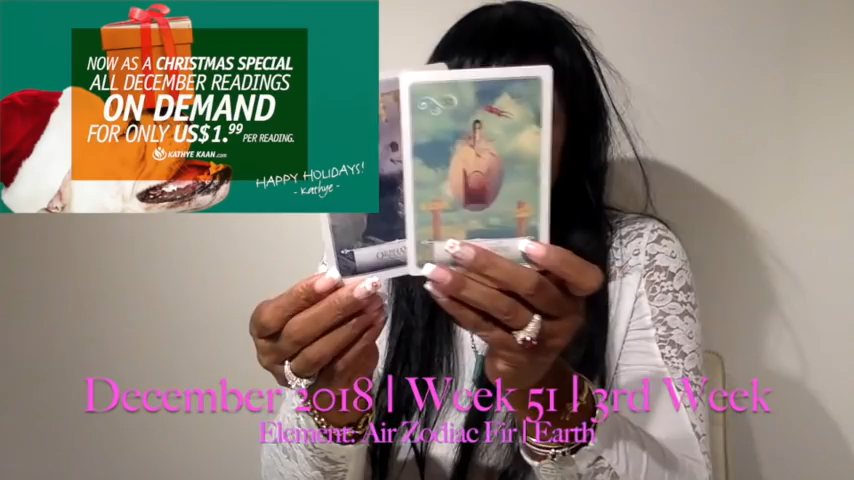 NOW AS A CHRISTMAS SPECIAL
ALL DECEMBER READINGS
ON DEMAND
FOR ONLY US$1.99 PER READING.
KATHYE KAAN.com
HAPPY HOLIDAYS!
- Kathye -
ORPHAN
December 2018 | Week 51 | 3rd Week
Element: Air Zodiac Fir | Earth